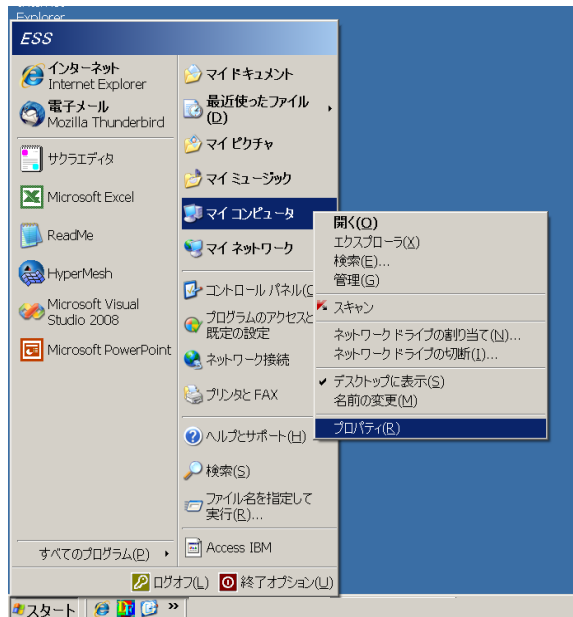 Explorer
ESS
インターネット
Internet Explorer
電子メール
Mozilla Thunderbird
サクラエディタ
Microsoft Excel
ReadMe
HyperMesh
Microsoft Visual
Studio 2008
Microsoft PowerPoint
すべてのプログラム(P)
マイ ドキュメント
最近使ったファイル
(D)
マイ ピクチャ
マイ ミュージック
マイ コンピュータ
マイ ネットワーク
コントロール パネル(C
プログラムのアクセスと
既定の設定
ネットワーク接続
プリンタと FAX
ヘルプとサポート(H)
検索(S)
ファイル名を指定して
実行(R)...
Access IBM
開く(O)
エクスプローラ(X)
検索(E)...
管理(G)
スキャン
ネットワーク ドライブの割り当て(N)...
ネットワーク ドライブの切断(I)...
デスクトップに表示(S)
名前の変更(M)
プロパティ(R)
ログオフ(L)
終了オプション(U)
スタート